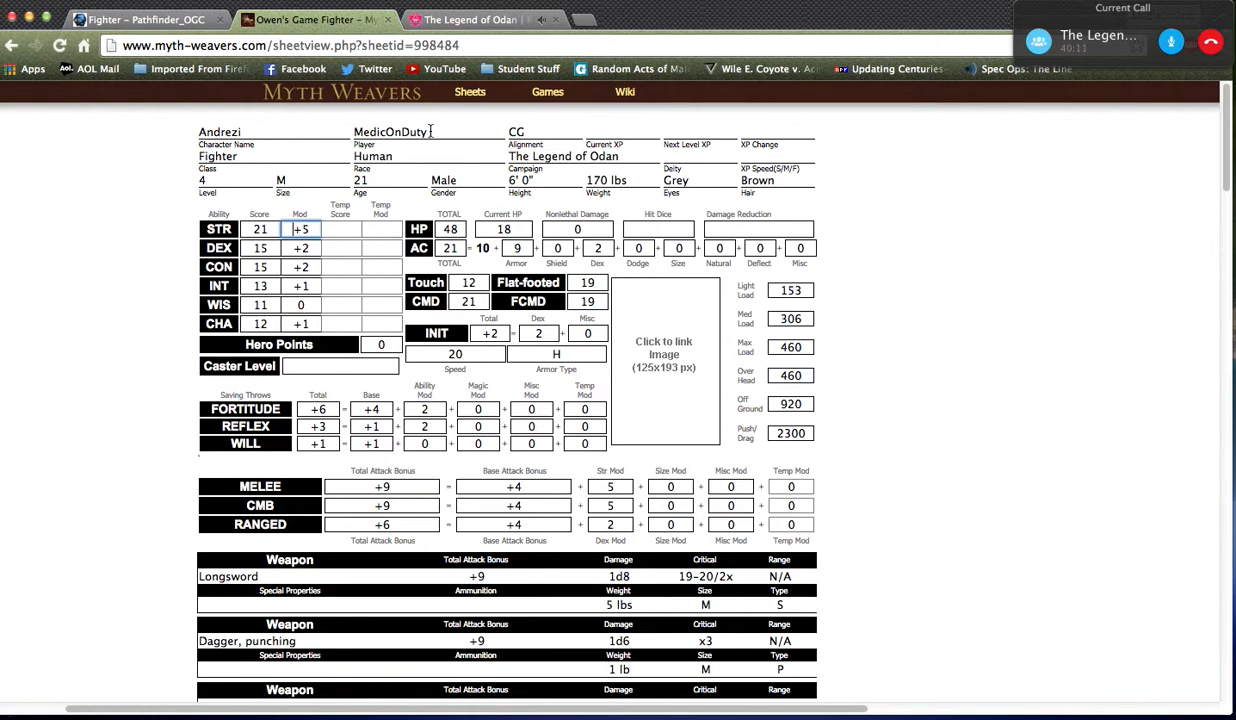 Current Call
The Legen...
40:11
Fighter - Pathfinder_OGC
Owen's Game Fighter - My
The Legend of Odan |
www.myth-weavers.com/sheetview.php?sheetid=998484
Apps AOL Mail Imported From Firef Facebook Twitter YouTube Student Stuff Random Acts of Ma Wile E. Coyote v. Ac Updating Centuries Spec Ops: The Line
MYTH WEAVERS Sheets Games Wiki
Andrezi MedicOnDuty CG
Character Name Player Alignment Current XP Next Level XP XP Change
Fighter Human The Legend of Odan
Class Race Campaign Deity XP Speed(S/M/F)
4 M 21 Male 6' 0" 170 lbs Grey Brown
Level Size Age Gender Height Weight Eyes Hair
Ability Score Mod Temp Score Temp Mod TOTAL Current HP Nonlethal Damage Hit Dice Damage Reduction
STR 21 +5 HP 48 18 0
DEX 15 +2 AC 21 = 10 + 9 + 0 + 2 + 0 + 0 + 0 + 0 + 0
TOTAL Armor Shield Dex Dodge Size Natural Deflect Misc
CON 15 +2
INT 13 +1
WIS 11 0
CHA 12 +1
Touch 12 Flat-footed 19
CMD 21 FCMD 19
Total Dex Misc
INIT +2 = 2 + 0
20 H
Speed Armor Type
Hero Points 0
Caster Level
Click to link
Image
(125x193 px)
Light Load 153
Med Load 306
Max Load 460
Over Head 460
Off Ground 920
Push/ Drag 2300
Saving Throws Total Base Ability Mod Magic Mod Misc Mod Temp Mod
FORTITUDE +6 = +4 + 2 + 0 + 0 + 0
REFLEX +3 = +1 + 2 + 0 + 0 + 0
WILL +1 = +1 + 0 + 0 + 0 + 0
Total Attack Bonus Base Attack Bonus Str Mod Size Mod Misc Mod Temp Mod
MELEE +9 = +4 + 5 + 0 + 0 + 0
CMB +9 = +4 + 5 + 0 + 0 + 0
RANGED +6 = +4 + 2 + 0 + 0 + 0
Total Attack Bonus Base Attack Bonus Dex Mod Size Mod Misc Mod Temp Mod
Weapon Total Attack Bonus Damage Critical Range
Longsword +9 1d8 19-20/2x N/A
Special Properties Ammunition Weight Size Type
5 lbs M S
Weapon Total Attack Bonus Damage Critical Range
Dagger, punching +9 1d6 x3 N/A
Special Properties Ammunition Weight Size Type
1 lb M P
Weapon Total Attack Bonus Damage Critical Range